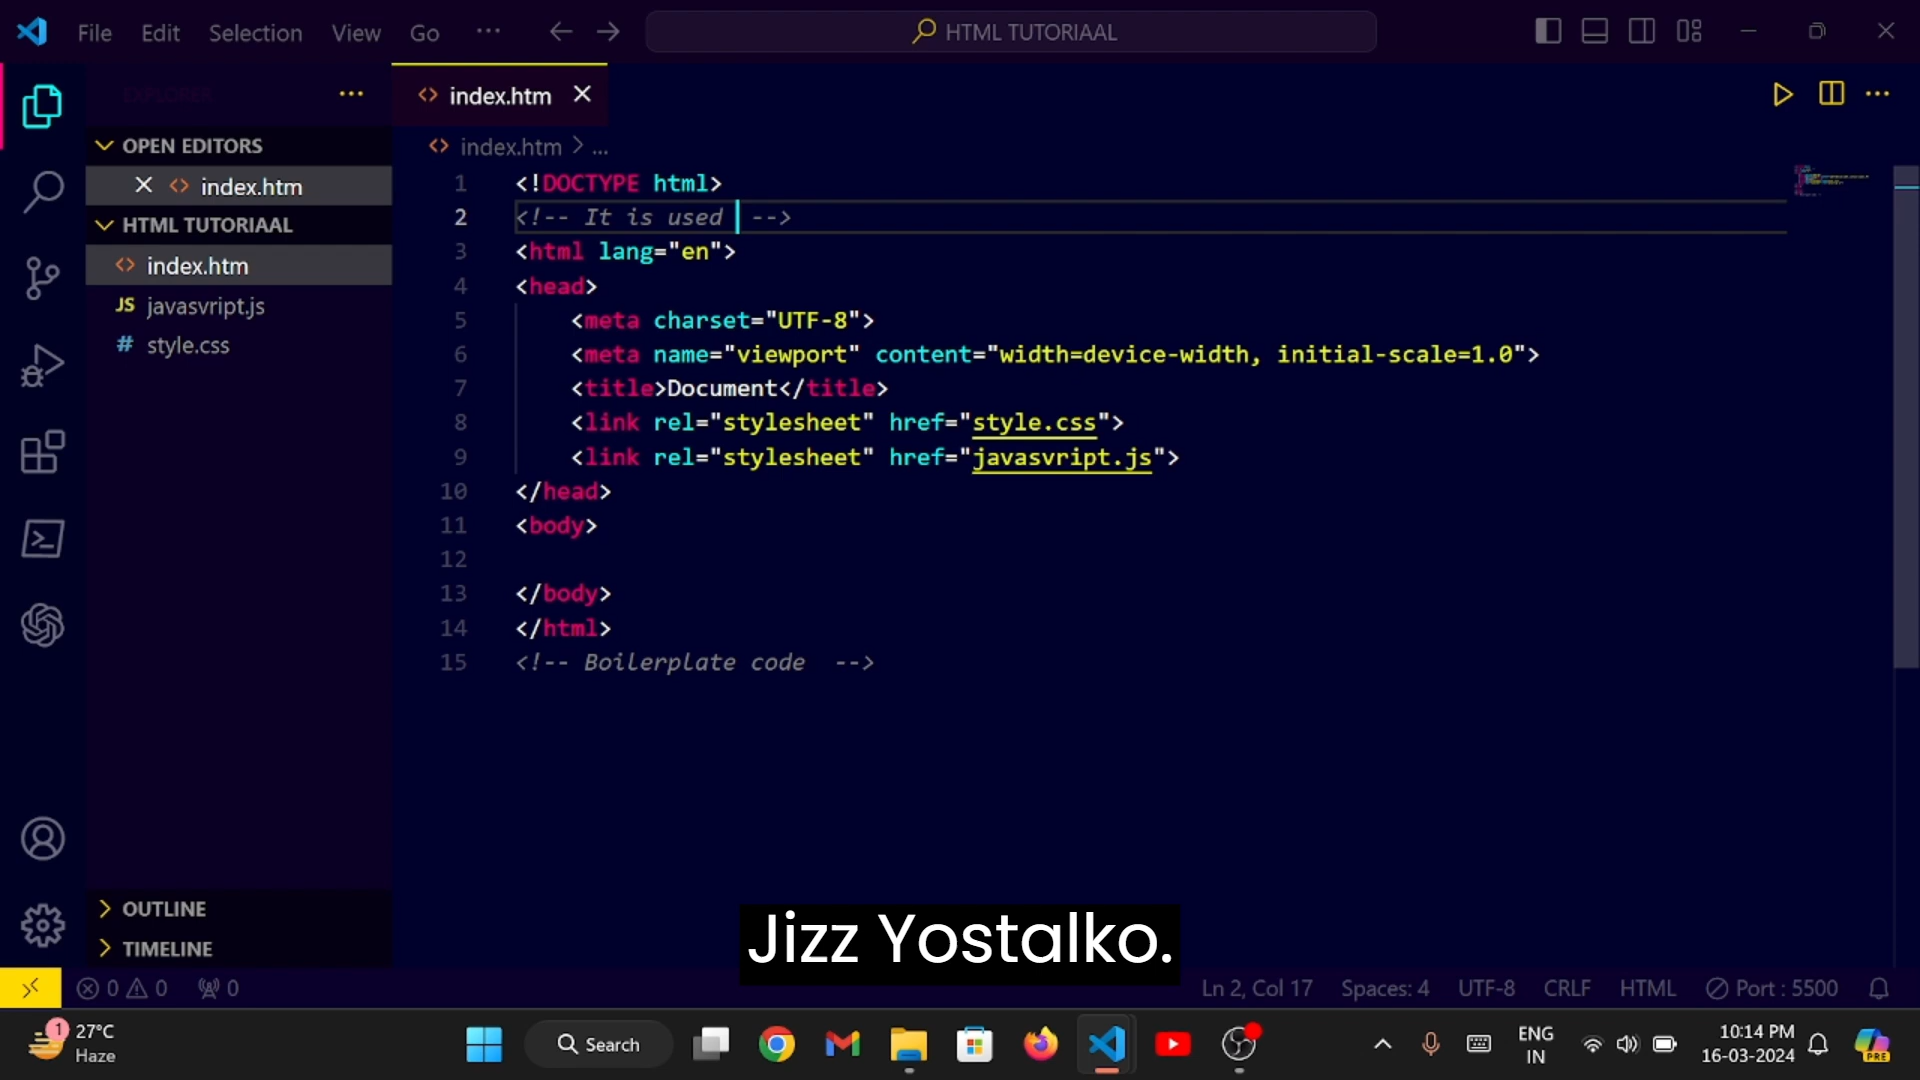 File Edit Selection View Go ... HTML TUTORIAAL
EXPLORER ...
index.htm
OPEN EDITORS
index.htm
HTML TUTORIAAL
index.htm
JS javasvript.js
# style.css
OUTLINE
TIMELINE
index.htm > ...
1 <!DOCTYPE html>
2 <!-- It is used  -->
3 <html lang="en">
4 <head>
5 <meta charset="UTF-8">
6 <meta name="viewport" content="width=device-width, initial-scale=1.0">
7 <title>Document</title>
8 <link rel="stylesheet" href="style.css">
9 <link rel="stylesheet" href="javasvript.js">
10 </head>
11 <body>
12
13 </body>
14 </html>
15 <!-- Boilerplate code  -->
Jizz Yostalko.
0 0 0 Ln 2, Col 17 Spaces: 4 UTF-8 CRLF HTML Port : 5500
1 27°C
Haze
Search
ENG
IN
10:14 PM
16-03-2024
PRE